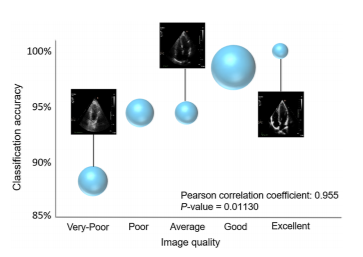 100%
95%
90%
85%
Classification accuracy
Pearson correlation coefficient: 0.955
P-value = 0.01130
Very-Poor Poor Average Good Excellent
Image quality